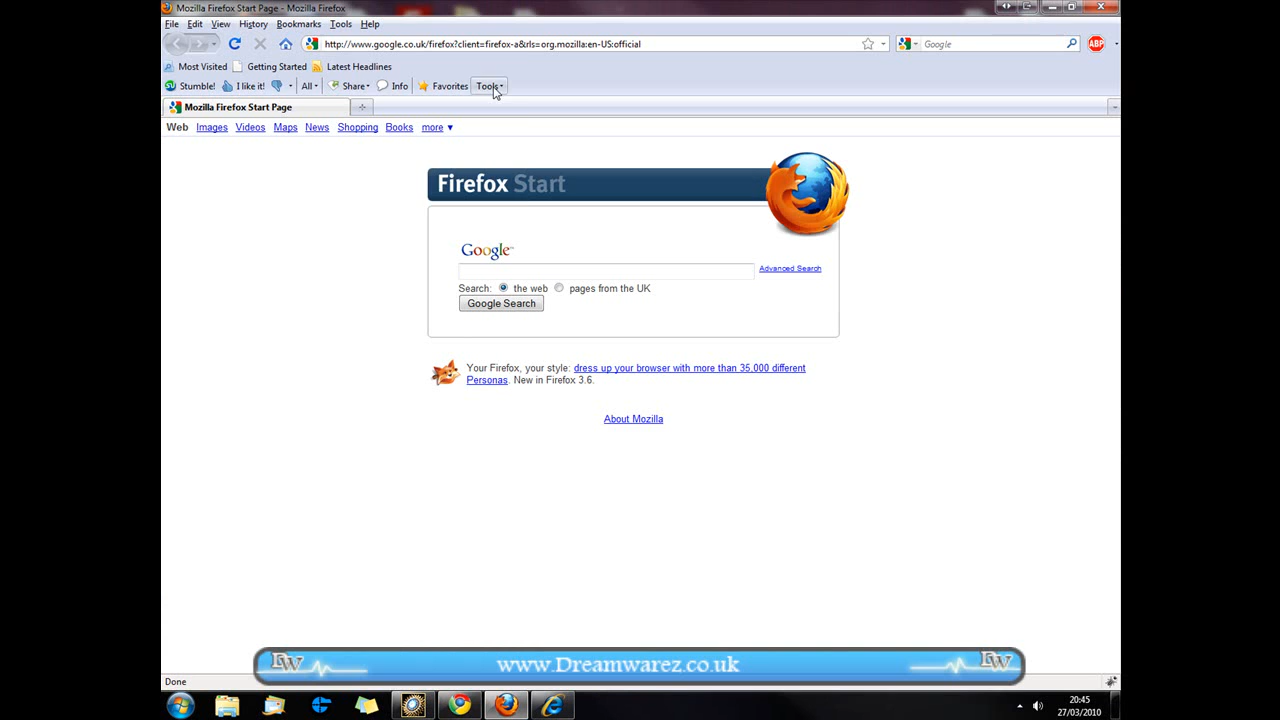 Mozilla Firefox Start Page - Mozilla Firefox
File Edit View History Bookmarks Tools Help
http://www.google.co.uk/firefox?client=firefox-a&rls=org.mozilla:en-US:official Google ABP
Most Visited Getting Started Latest Headlines
Stumble! I like it! All Share Info Favorites Tools
Mozilla Firefox Start Page
Web Images Videos Maps News Shopping Books more
Firefox Start
Google™
Advanced Search
Search: the web pages from the UK
Google Search
Your Firefox, your style: dress up your browser with more than 35,000 different
Personas. New in Firefox 3.6.
About Mozilla
DW www.Dreamwarez.co.uk DW
Done
20:45
27/03/2010